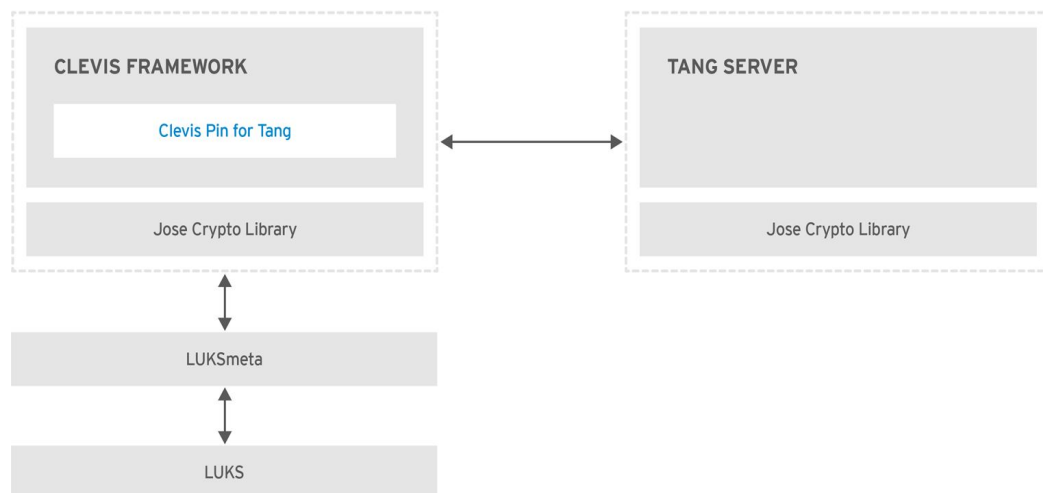 CLEVIS FRAMEWORK
Clevis Pin for Tang
Jose Crypto Library
TANG SERVER
Jose Crypto Library
LUKSmeta
LUKS